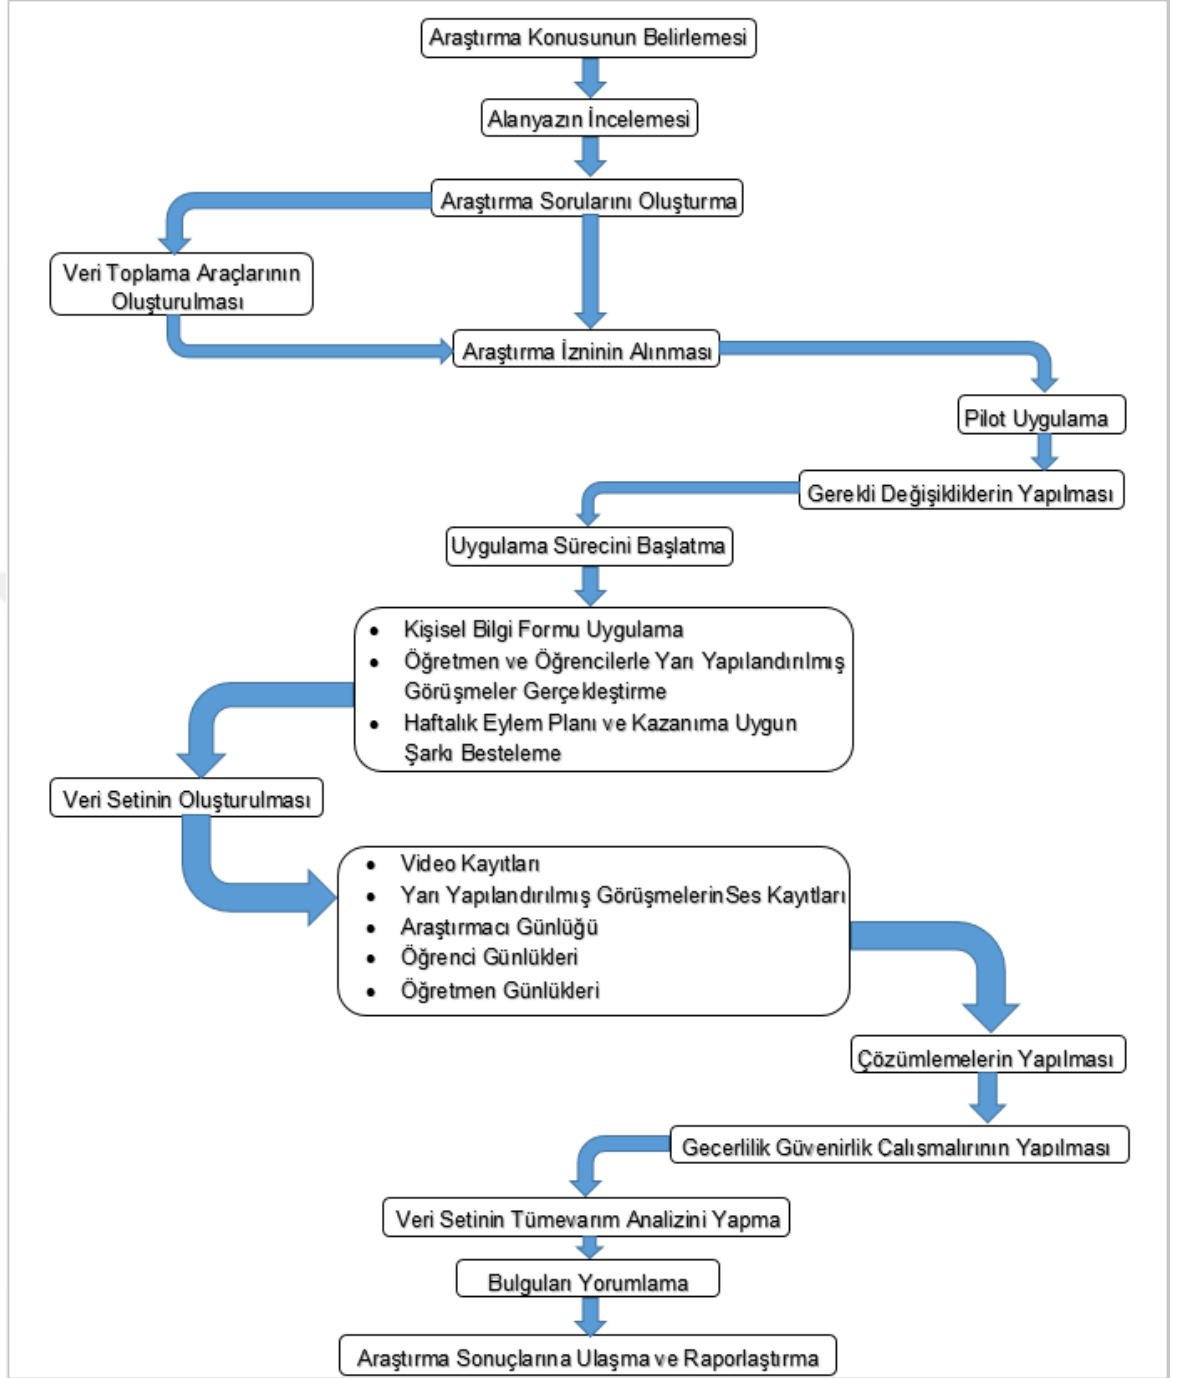 Araştırma Konusunun Belirlemesi
Alanyazın İncelemesi
Araştırma Sorularını Oluşturma
Veri Toplama Araçlarının
Oluşturulması
Araştırma İzninin Alınması
Pilot Uygulama
Gerekli Değişikliklerin Yapılması
Uygulama Sürecini Başlatma
• Kişisel Bilgi Formu Uygulama
• Öğretmen ve Öğrencilerle Yarı Yapılandırılmış
Görüşmeler Gerçekleştirme
• Haftalık Eylem Planı ve Kazanıma Uygun
Şarkı Besteleme
Veri Setinin Oluşturulması
• Video Kayıtları
• Yarı Yapılandırılmış GörüşmelerinSes Kayıtları
• Araştırmacı Günlüğü
• Öğrenci Günlükleri
• Öğretmen Günlükleri
Çözümlemelerin Yapılması
Geçerlilik Güvenirlik Çalışmalırının Yapılması
Veri Setinin Tümevarım Analizini Yapma
Bulguları Yorumlama
Araştırma Sonuçlarına Ulaşma ve Raporlaştırma